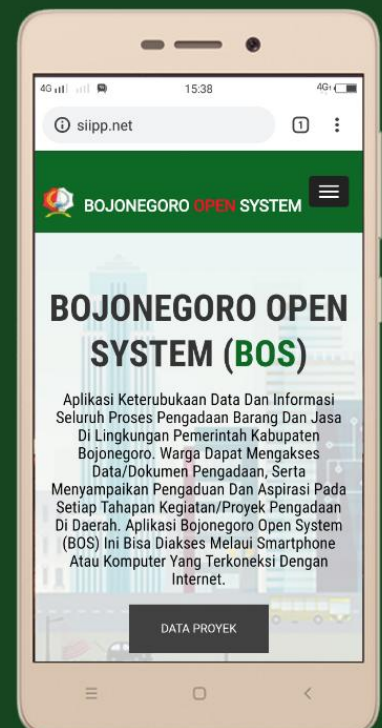 4G
15:38
4G
siipp.net
1
BOJONEGORO OPEN SYSTEM
BOJONEGORO OPEN
SYSTEM (BOS)
Aplikasi Keterubukaan Data Dan Informasi
Seluruh Proses Pengadaan Barang Dan Jasa
Di Lingkungan Pemerintah Kabupaten
Bojonegoro. Warga Dapat Mengakses
Data/Dokumen Pengadaan, Serta
Menyampaikan Pengaduan Dan Aspirasi Pada
Setiap Tahapan Kegiatan/Proyek Pengadaan
Di Daerah. Aplikasi Bojonegoro Open System
(BOS) Ini Bisa Diakses Melaui Smartphone
Atau Komputer Yang Terkoneksi Dengan
Internet.
DATA PROYEK